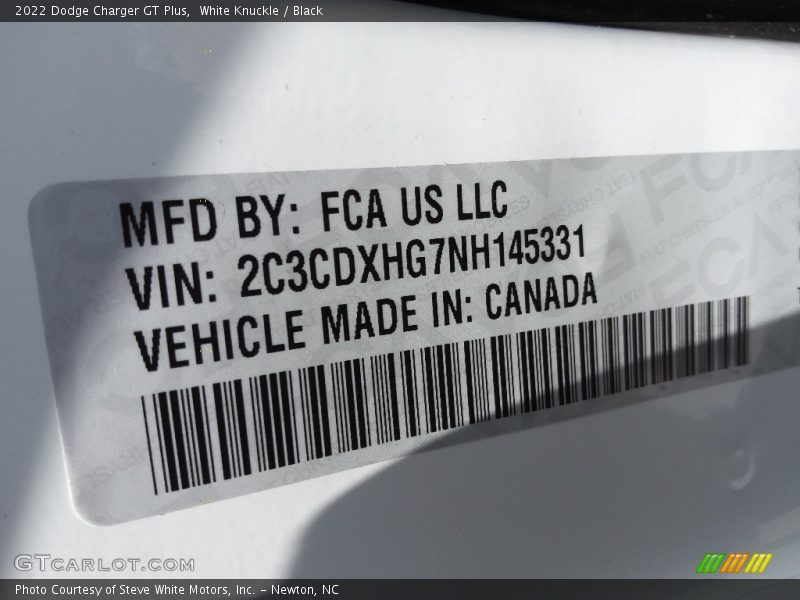 2022 Dodge Charger GT Plus, White Knuckle / Black
MFD BY: FCA US LLC
VIN: 2C3CDXHG7NH145331
VEHICLE MADE IN: CANADA
GTCARLOT.COM
Photo Courtesy of Steve White Motors, Inc. – Newton, NC